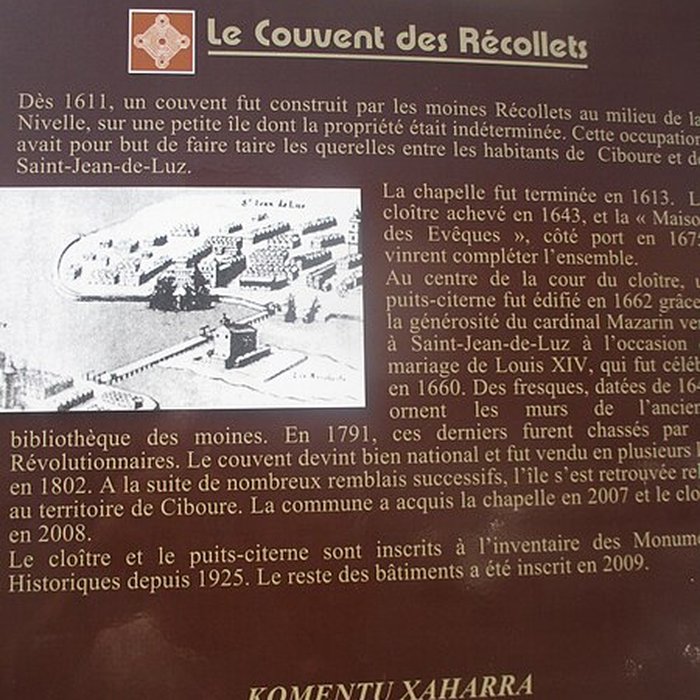 Le Couvent des Récollets
Dès 1611, un couvent fut construit par les moines Récollets au milieu de la
Nivelle, sur une petite île dont la propriété était indéterminée. Cette occupation
avait pour but de faire taire les querelles entre les habitants de Ciboure et d
Saint-Jean-de-Luz.
St Jean de Luz
La chapelle fut terminée en 1613. L
cloître achevé en 1643, et la « Maiso
des Evêques », côté port en 1675
vinrent compléter l'ensemble.
Au centre de la cour du cloître,
puits-citerne fut édifié en 1662 grâce
la générosité du cardinal Mazarin ve
à Saint-Jean-de-Luz à l'occasion
mariage de Louis XIV, qui fut célé
en 1660. Des fresques, datées de 164
ornent les murs de l'ancie
bibliothèque des moines. En 1791, ces derniers furent chassés par
Révolutionnaires. Le couvent devint bien national et fut vendu en plusieurs l
en 1802. A la suite de nombreux remblais successifs, l'île s'est retrouvée re
au territoire de Ciboure. La commune a acquis la chapelle en 2007 et le clo
en 2008.
Le cloître et le puits-citerne sont inscrits à l'inventaire des Monume
Historiques depuis 1925. Le reste des bâtiments a été inscrit en 2009.
KOMENTU XAHARRA